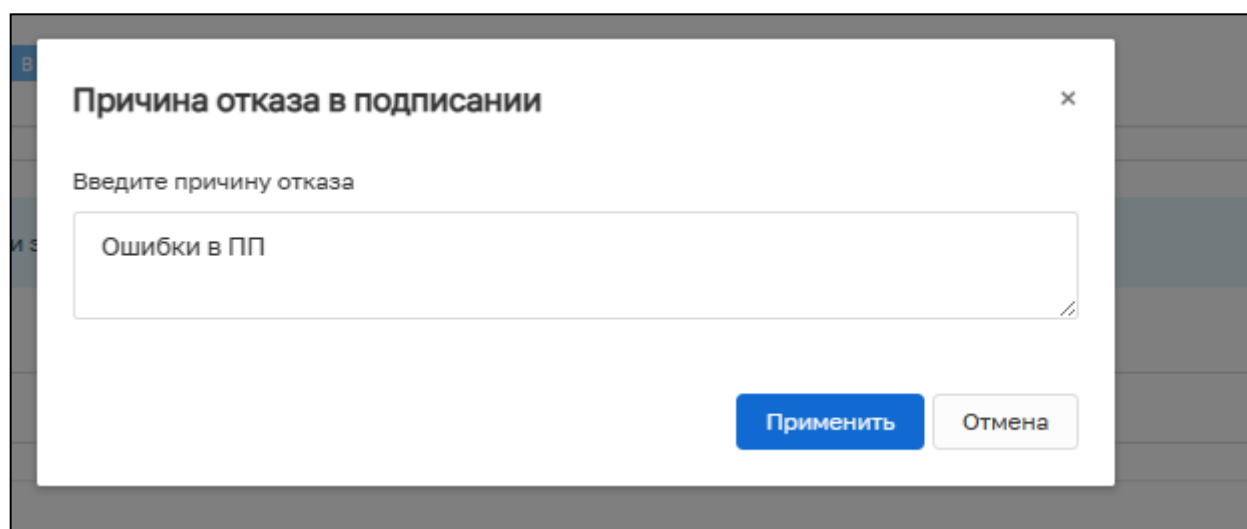 В
Причина отказа в подписании
×
Введите причину отказа
и з
Ошибки в ПП
Применить
Отмена